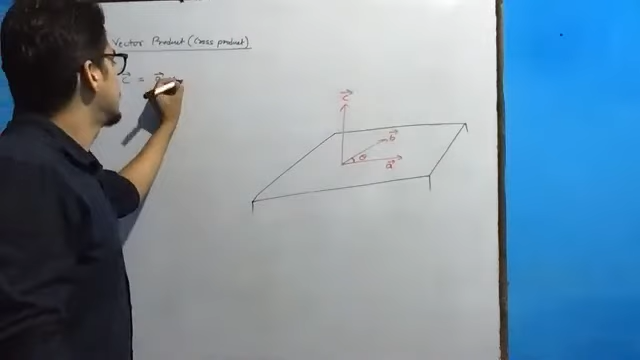 Vector Product (Cross product)
C⃗ = a⃗
C⃗
b⃗
θ
a⃗